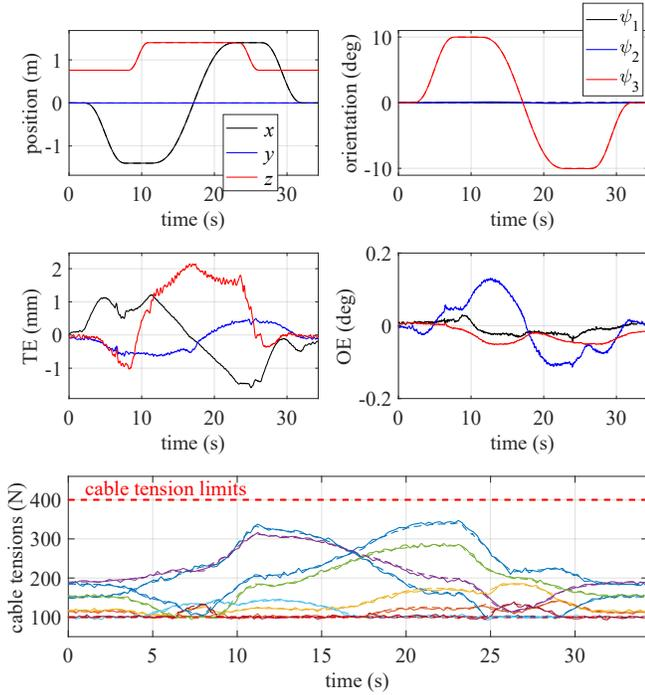 ψ1
ψ2
ψ3
position (m)
1
0
-1
0
10
20
30
x
y
z
time (s)
orientation (deg)
10
0
-10
0
10
20
30
time (s)
TE (mm)
2
1
0
-1
0
10
20
30
time (s)
OE (deg)
0.2
0
-0.2
0
10
20
30
time (s)
cable tensions (N)
cable tension limits
400
300
200
100
0
5
10
15
20
25
30
time (s)